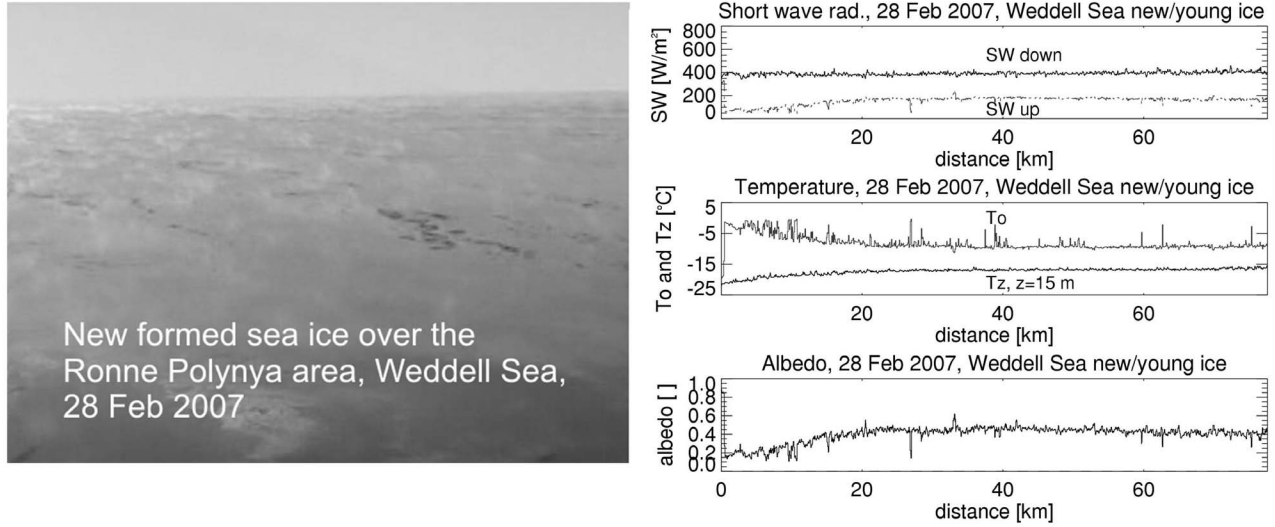 New formed sea ice over the
Ronne Polynya area, Weddell Sea,
28 Feb 2007
Short wave rad., 28 Feb 2007, Weddell Sea new/young ice
SW [W/m²]
800
600
400
200
0
SW down
SW up
20
40
60
distance [km]
Temperature, 28 Feb 2007, Weddell Sea new/young ice
To and Tz [°C]
5
-5
-15
-25
To
Tz, z=15 m
20
40
60
distance [km]
Albedo, 28 Feb 2007, Weddell Sea new/young ice
albedo [ ]
1.0
0.8
0.6
0.4
0.2
0.0
0
20
40
60
distance [km]